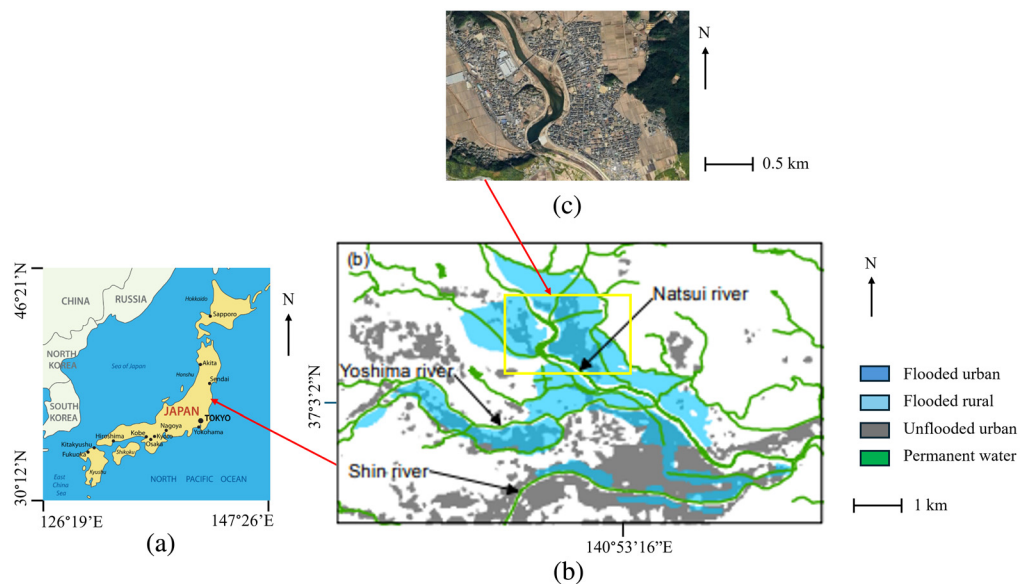 N
0.5 km
(c)
46°21'N
30°12'N
CHINA
RUSSIA
NORTH
KOREA
SOUTH
KOREA
Sea of Japan
Hokkaido
Sapporo
Honshu
Akita
Sendai
JAPAN
TOKYO
Yokohama
Nagoya
Kobe
Kyoto
Osaka
Hiroshima
Kitakyushu
Fukuoka
Shikoku
Kyushu
East
China
Sea
NORTH PACIFIC OCEAN
126°19'E
147°26'E
N
(a)
(b)
Natsui river
Yoshima river
Shin river
37°3'2"N
140°53'16"E
(b)
N
Flooded urban
Flooded rural
Unflooded urban
Permanent water
1 km